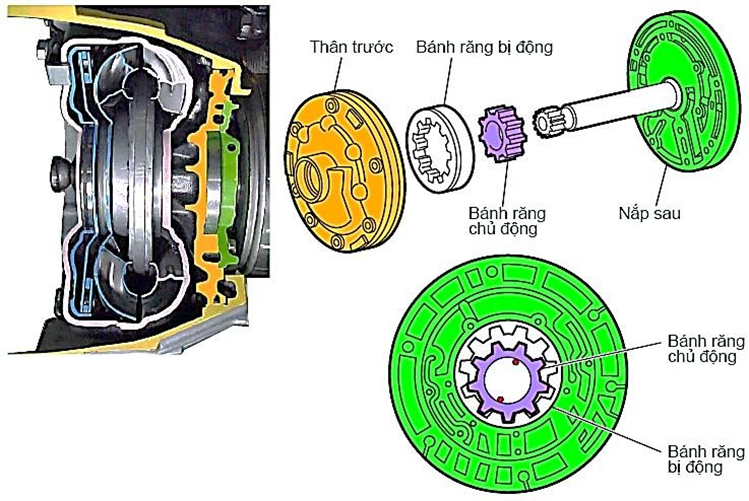 Thân trước
Bánh răng bị động
Bánh răng
chủ động
Nắp sau
Bánh răng
chủ động
Bánh răng
bị động